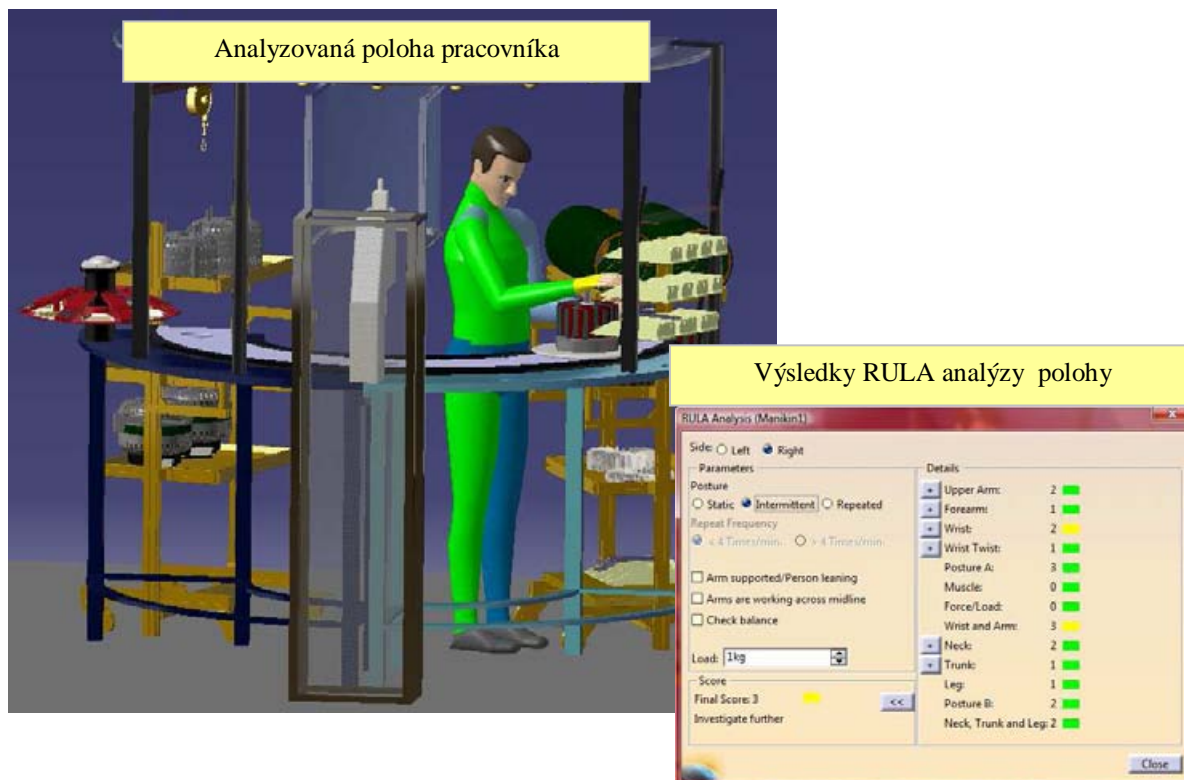 Analyzovaná poloha pracovníka
Výsledky RULA analýzy polohy
RULA Analysis (Manikin1)
Side: Left Right
Parameters
Posture
Static Intermittent Repeated
Repeat Frequency
< 4 Times/min. > 4 Times/min.
Arm supported/Person leaning
Arms are working across midline
Check balance
Load: 1kg
Score
Final Score: 3
<<
Investigate further
Details
+ Upper Arm: 2
+ Forearm: 1
+ Wrist: 2
+ Wrist Twist: 1
Posture A: 3
Muscle: 0
Force/Load: 0
Wrist and Arm: 3
+ Neck: 2
+ Trunk: 1
Leg: 1
Posture B: 2
Neck, Trunk and Leg: 2
Close